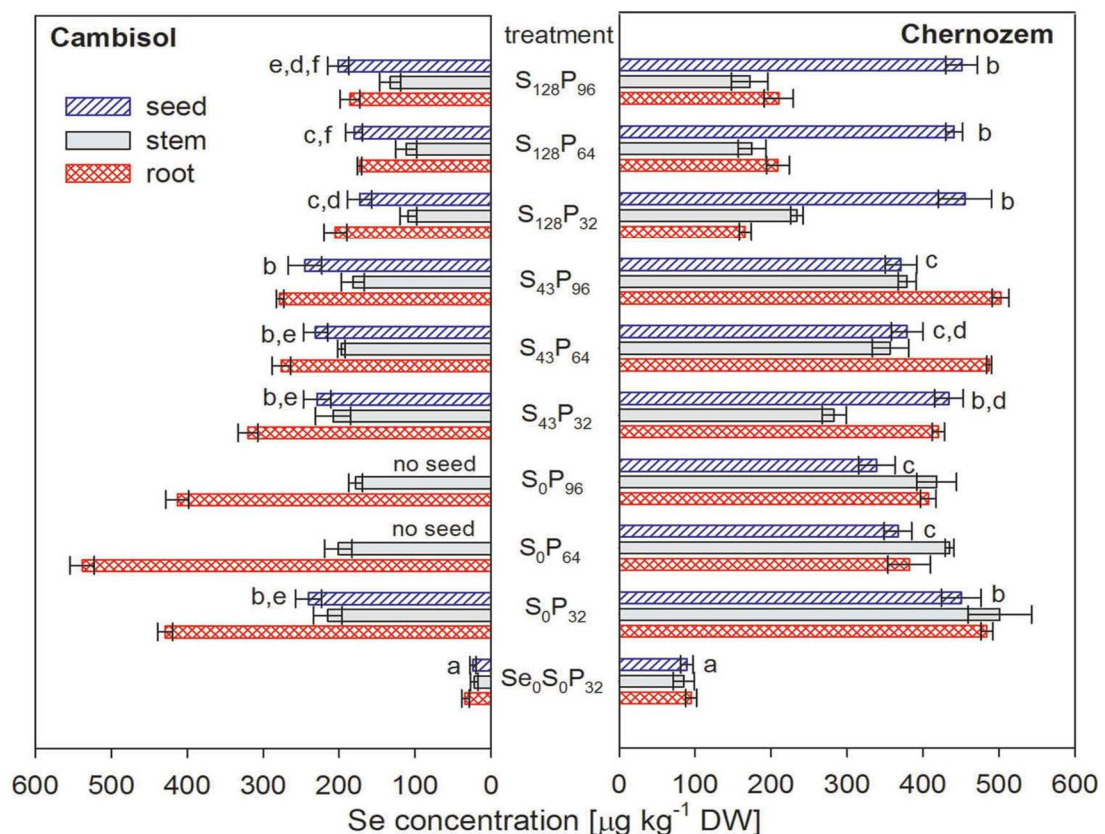 Cambisol
treatment
Chernozem
seed
stem
root
e,d,f
S₁₂₈P₉₆
b
c,f
S₁₂₈P₆₄
b
c,d
S₁₂₈P₃₂
b
b
S₄₃P₉₆
c
b,e
S₄₃P₆₄
c,d
b,e
S₄₃P₃₂
b,d
no seed
S₀P₉₆
c
no seed
S₀P₆₄
c
b,e
S₀P₃₂
b
a
Se₀S₀P₃₂
a
600 500 400 300 200 100 0
0 100 200 300 400 500 600
Se concentration [µg kg⁻¹ DW]